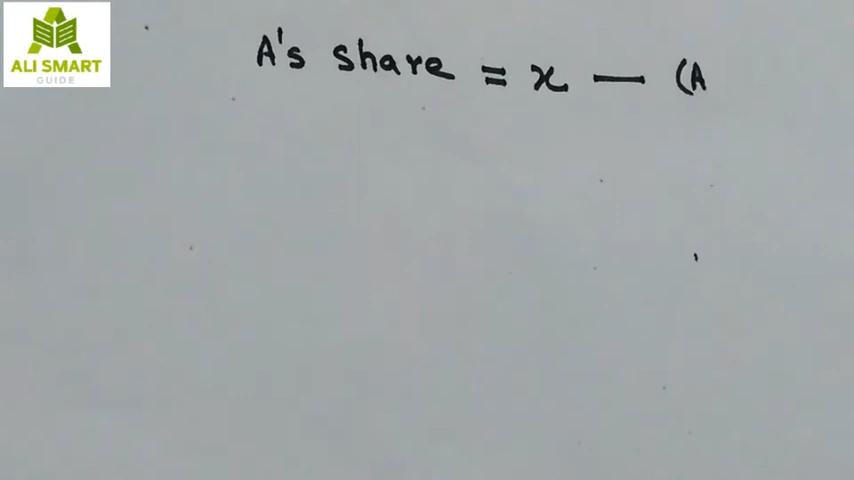 ALI SMART
GUIDE
A's share = x — (A